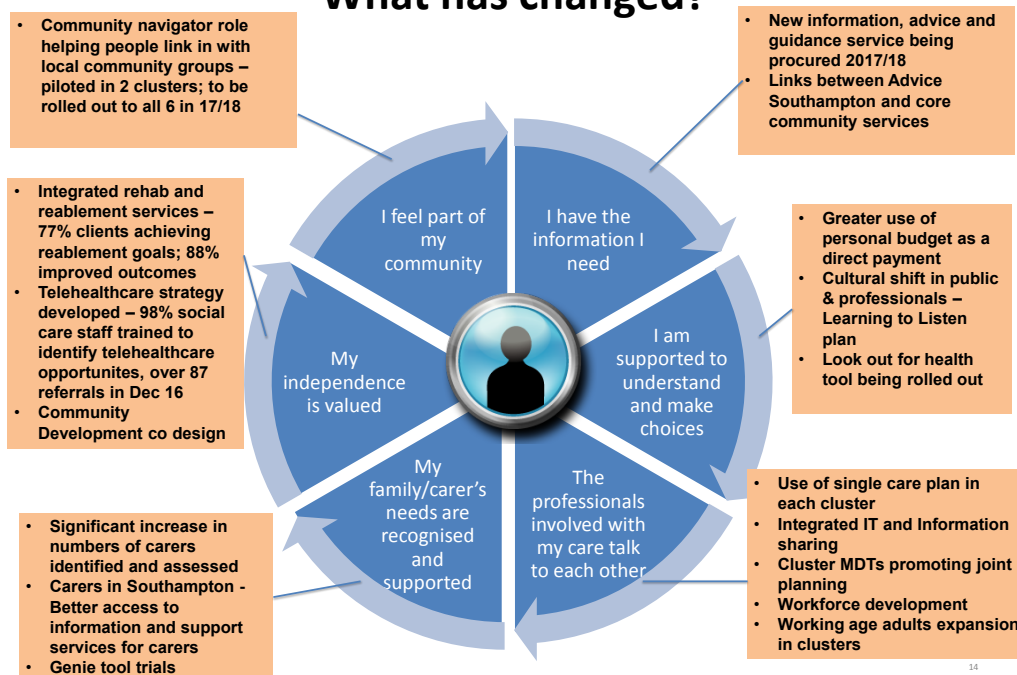 What has changed?
• Community navigator role
helping people link in with
local community groups –
piloted in 2 clusters; to be
rolled out to all 6 in 17/18
• New information, advice and
guidance service being
procured 2017/18
• Links between Advice
Southampton and core
community services
• Integrated rehab and
reablement services –
77% clients achieving
reablement goals; 88%
improved outcomes
• Telehealthcare strategy
developed – 98% social
care staff trained to
identify telehealthcare
opportunites, over 87
referrals in Dec 16
• Community
Development co design
• Greater use of
personal budget as a
direct payment
• Cultural shift in public
& professionals –
Learning to Listen
plan
• Look out for health
tool being rolled out
I feel part of
my
community
I have the
information I
need
My
independence
is valued
I am
supported to
understand
and make
choices
My
family/carer's
needs are
recognised
and
supported
The
professionals
involved with
my care talk
to each other
• Significant increase in
numbers of carers
identified and assessed
• Carers in Southampton -
Better access to
information and support
services for carers
• Genie tool trials
• Use of single care plan in
each cluster
• Integrated IT and Information
sharing
• Cluster MDTs promoting joint
planning
• Workforce development
• Working age adults expansion
in clusters
14